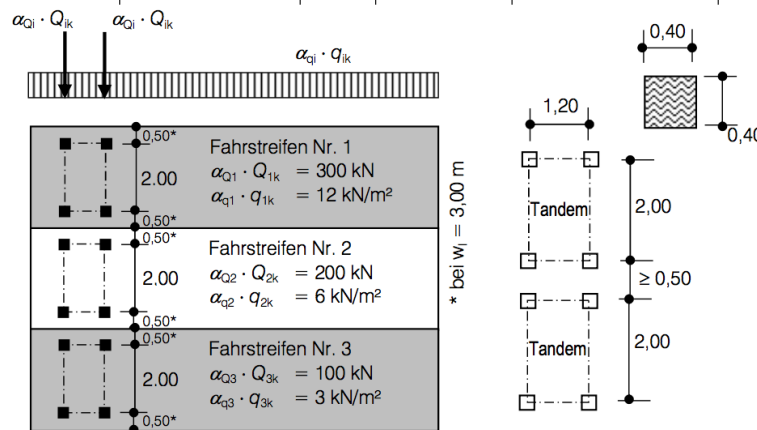 α_Qi · Q_ik
α_Qi · Q_ik
α_qi · q_ik
0,50*
2.00
0,50*
Fahrstreifen Nr. 1
α_Q1 · Q_1k = 300 kN
α_q1 · q_1k = 12 kN/m²
0,50*
2.00
0,50*
Fahrstreifen Nr. 2
α_Q2 · Q_2k = 200 kN
α_q2 · q_2k = 6 kN/m²
0,50*
2.00
0,50*
Fahrstreifen Nr. 3
α_Q3 · Q_3k = 100 kN
α_q3 · q_3k = 3 kN/m²
* bei w_l = 3,00 m
1,20
Tandem
2,00
≥ 0,50
Tandem
2,00
0,40
0,40